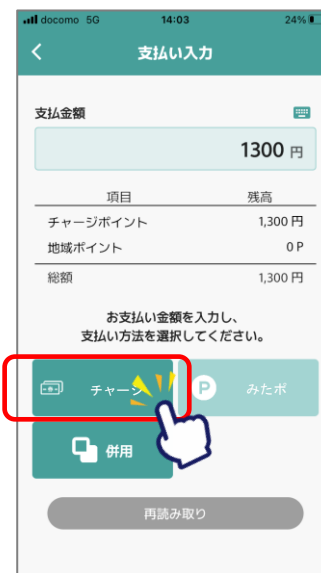 docomo 5G 14:03 24%
支払い入力
支払金額
1300 円
項目 残高
チャージポイント 1,300 円
地域ポイント 0 P
総額 1,300 円
お支払い金額を入力し、
支払い方法を選択してください。
チャージ P みたポ
併用
再読み取り